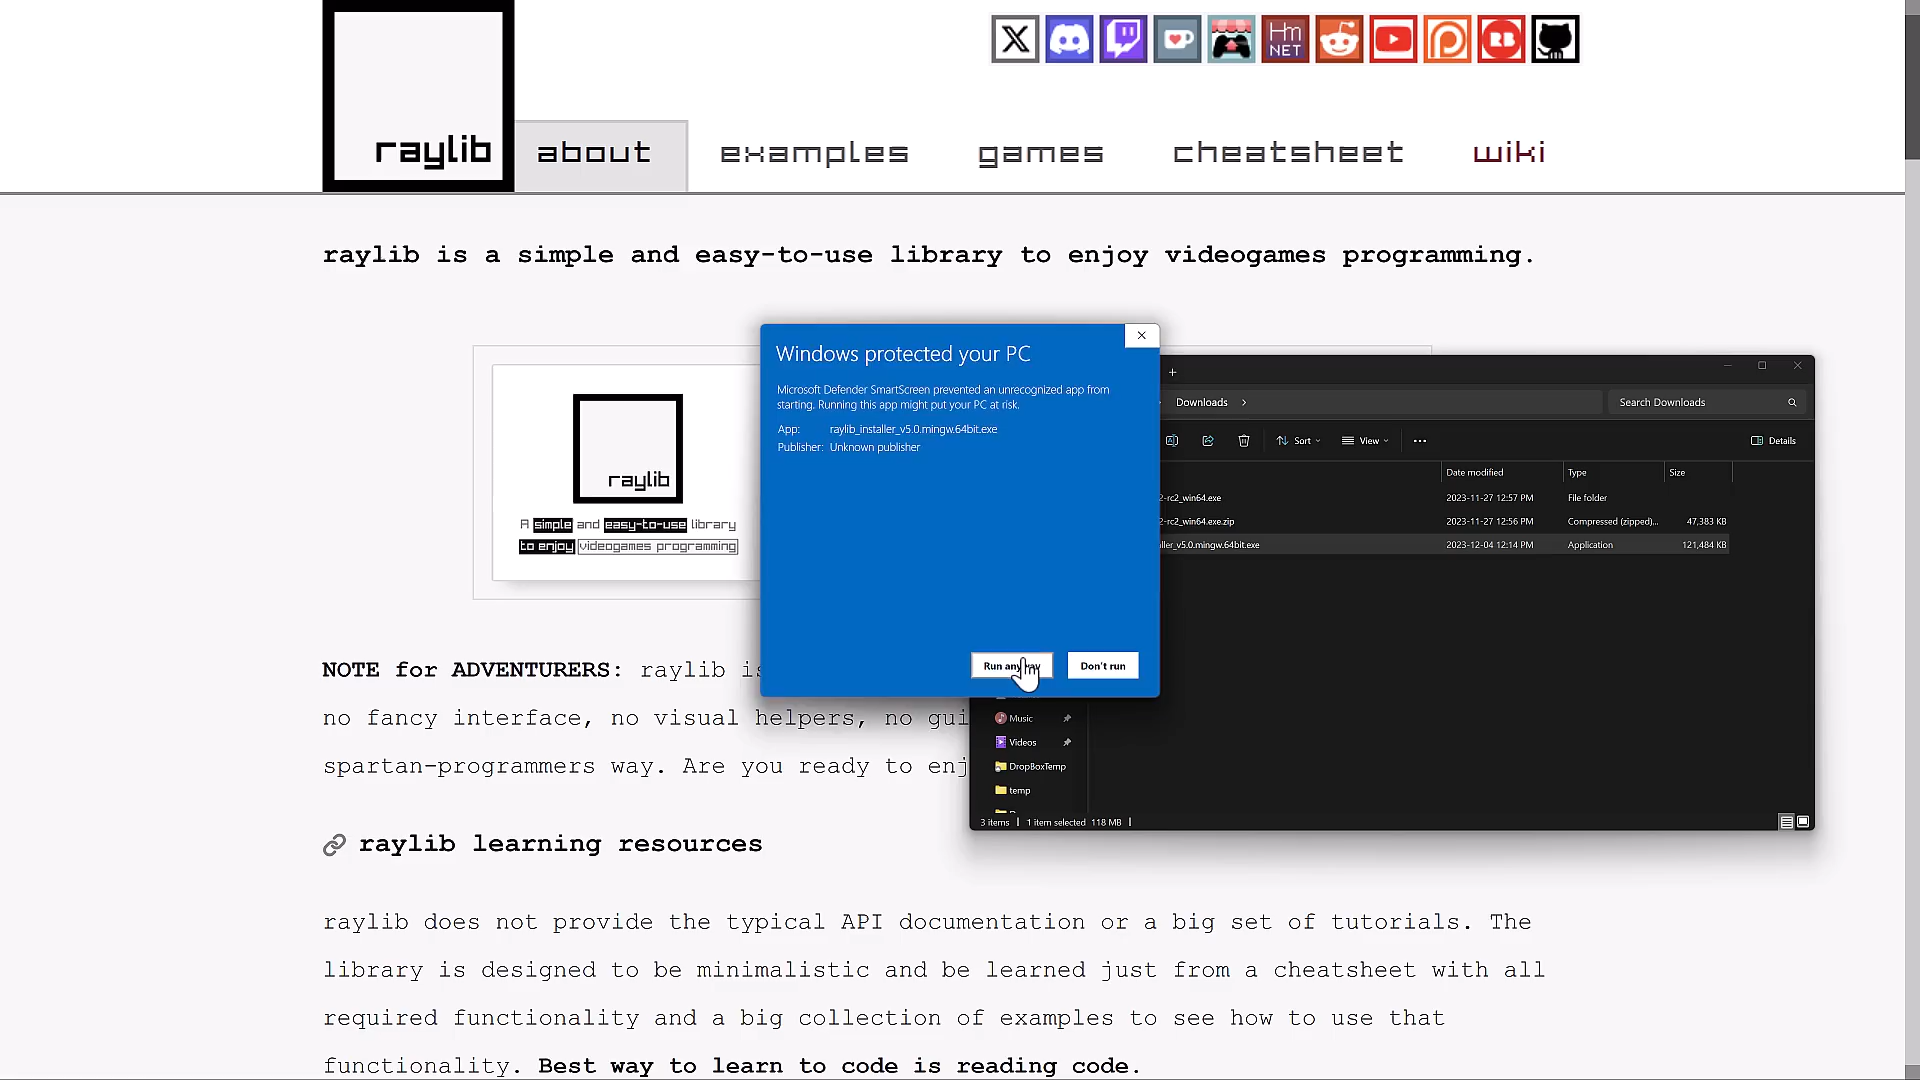 Hm
NET
raylib
about
examples
games
cheatsheet
wiki
raylib is a simple and easy-to-use library to enjoy videogames programming.
raylib
A simple and easy-to-use library
to enjoy videogames programming
Windows protected your PC
Microsoft Defender SmartScreen prevented an unrecognized app from
starting. Running this app might put your PC at risk.
App: raylib_installer_v5.0.mingw.64bit.exe
Publisher: Unknown publisher
Run
Don't run
Downloads
Search Downloads
Sort
View
Details
Date modified
Type
Size
2-rc2_win64.exe
2023-11-27 12:57 PM
File folder
2-rc2_win64.exe.zip
2023-11-27 12:56 PM
Compressed (zipped)...
47,383 KB
ller_v5.0.mingw.64bit.exe
2023-12-04 12:14 PM
Application
121,484 KB
Music
Videos
DropBoxTemp
temp
3 items
1 item selected 118 MB
NOTE for ADVENTURERS: raylib is
no fancy interface, no visual helpers, no gui
spartan-programmers way. Are you ready to enj
raylib learning resources
raylib does not provide the typical API documentation or a big set of tutorials. The
library is designed to be minimalistic and be learned just from a cheatsheet with all
required functionality and a big collection of examples to see how to use that
functionality. Best way to learn to code is reading code.